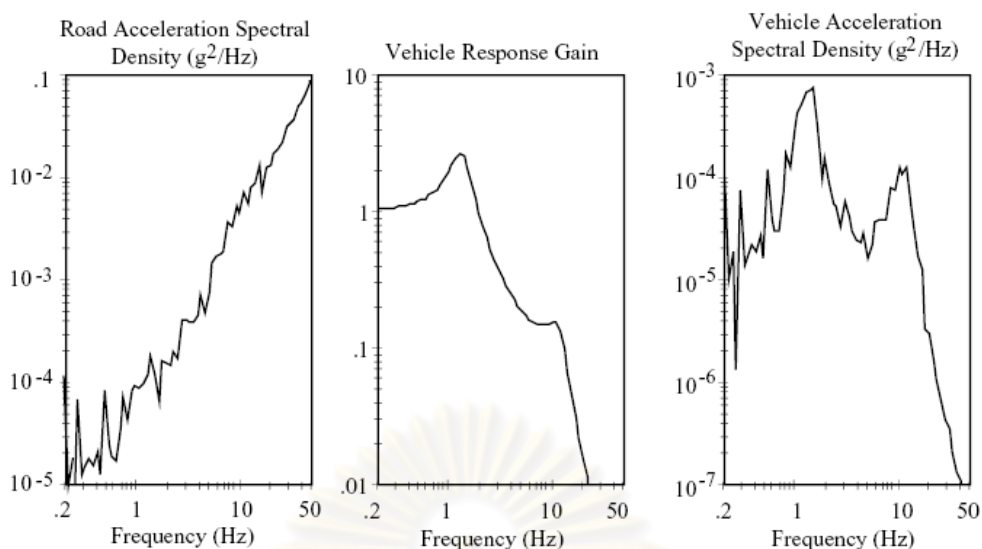 Road Acceleration Spectral
Density (g²/Hz)
.1
10⁻²
10⁻³
10⁻⁴
10⁻⁵
.2 1 10 50
Frequency (Hz)
Vehicle Response Gain
10
1
.1
.01
.2 1 10 50
Frequency (Hz)
Vehicle Acceleration
Spectral Density (g²/Hz)
10⁻³
10⁻⁴
10⁻⁵
10⁻⁶
10⁻⁷
.2 1 10 50
Frequency (Hz)